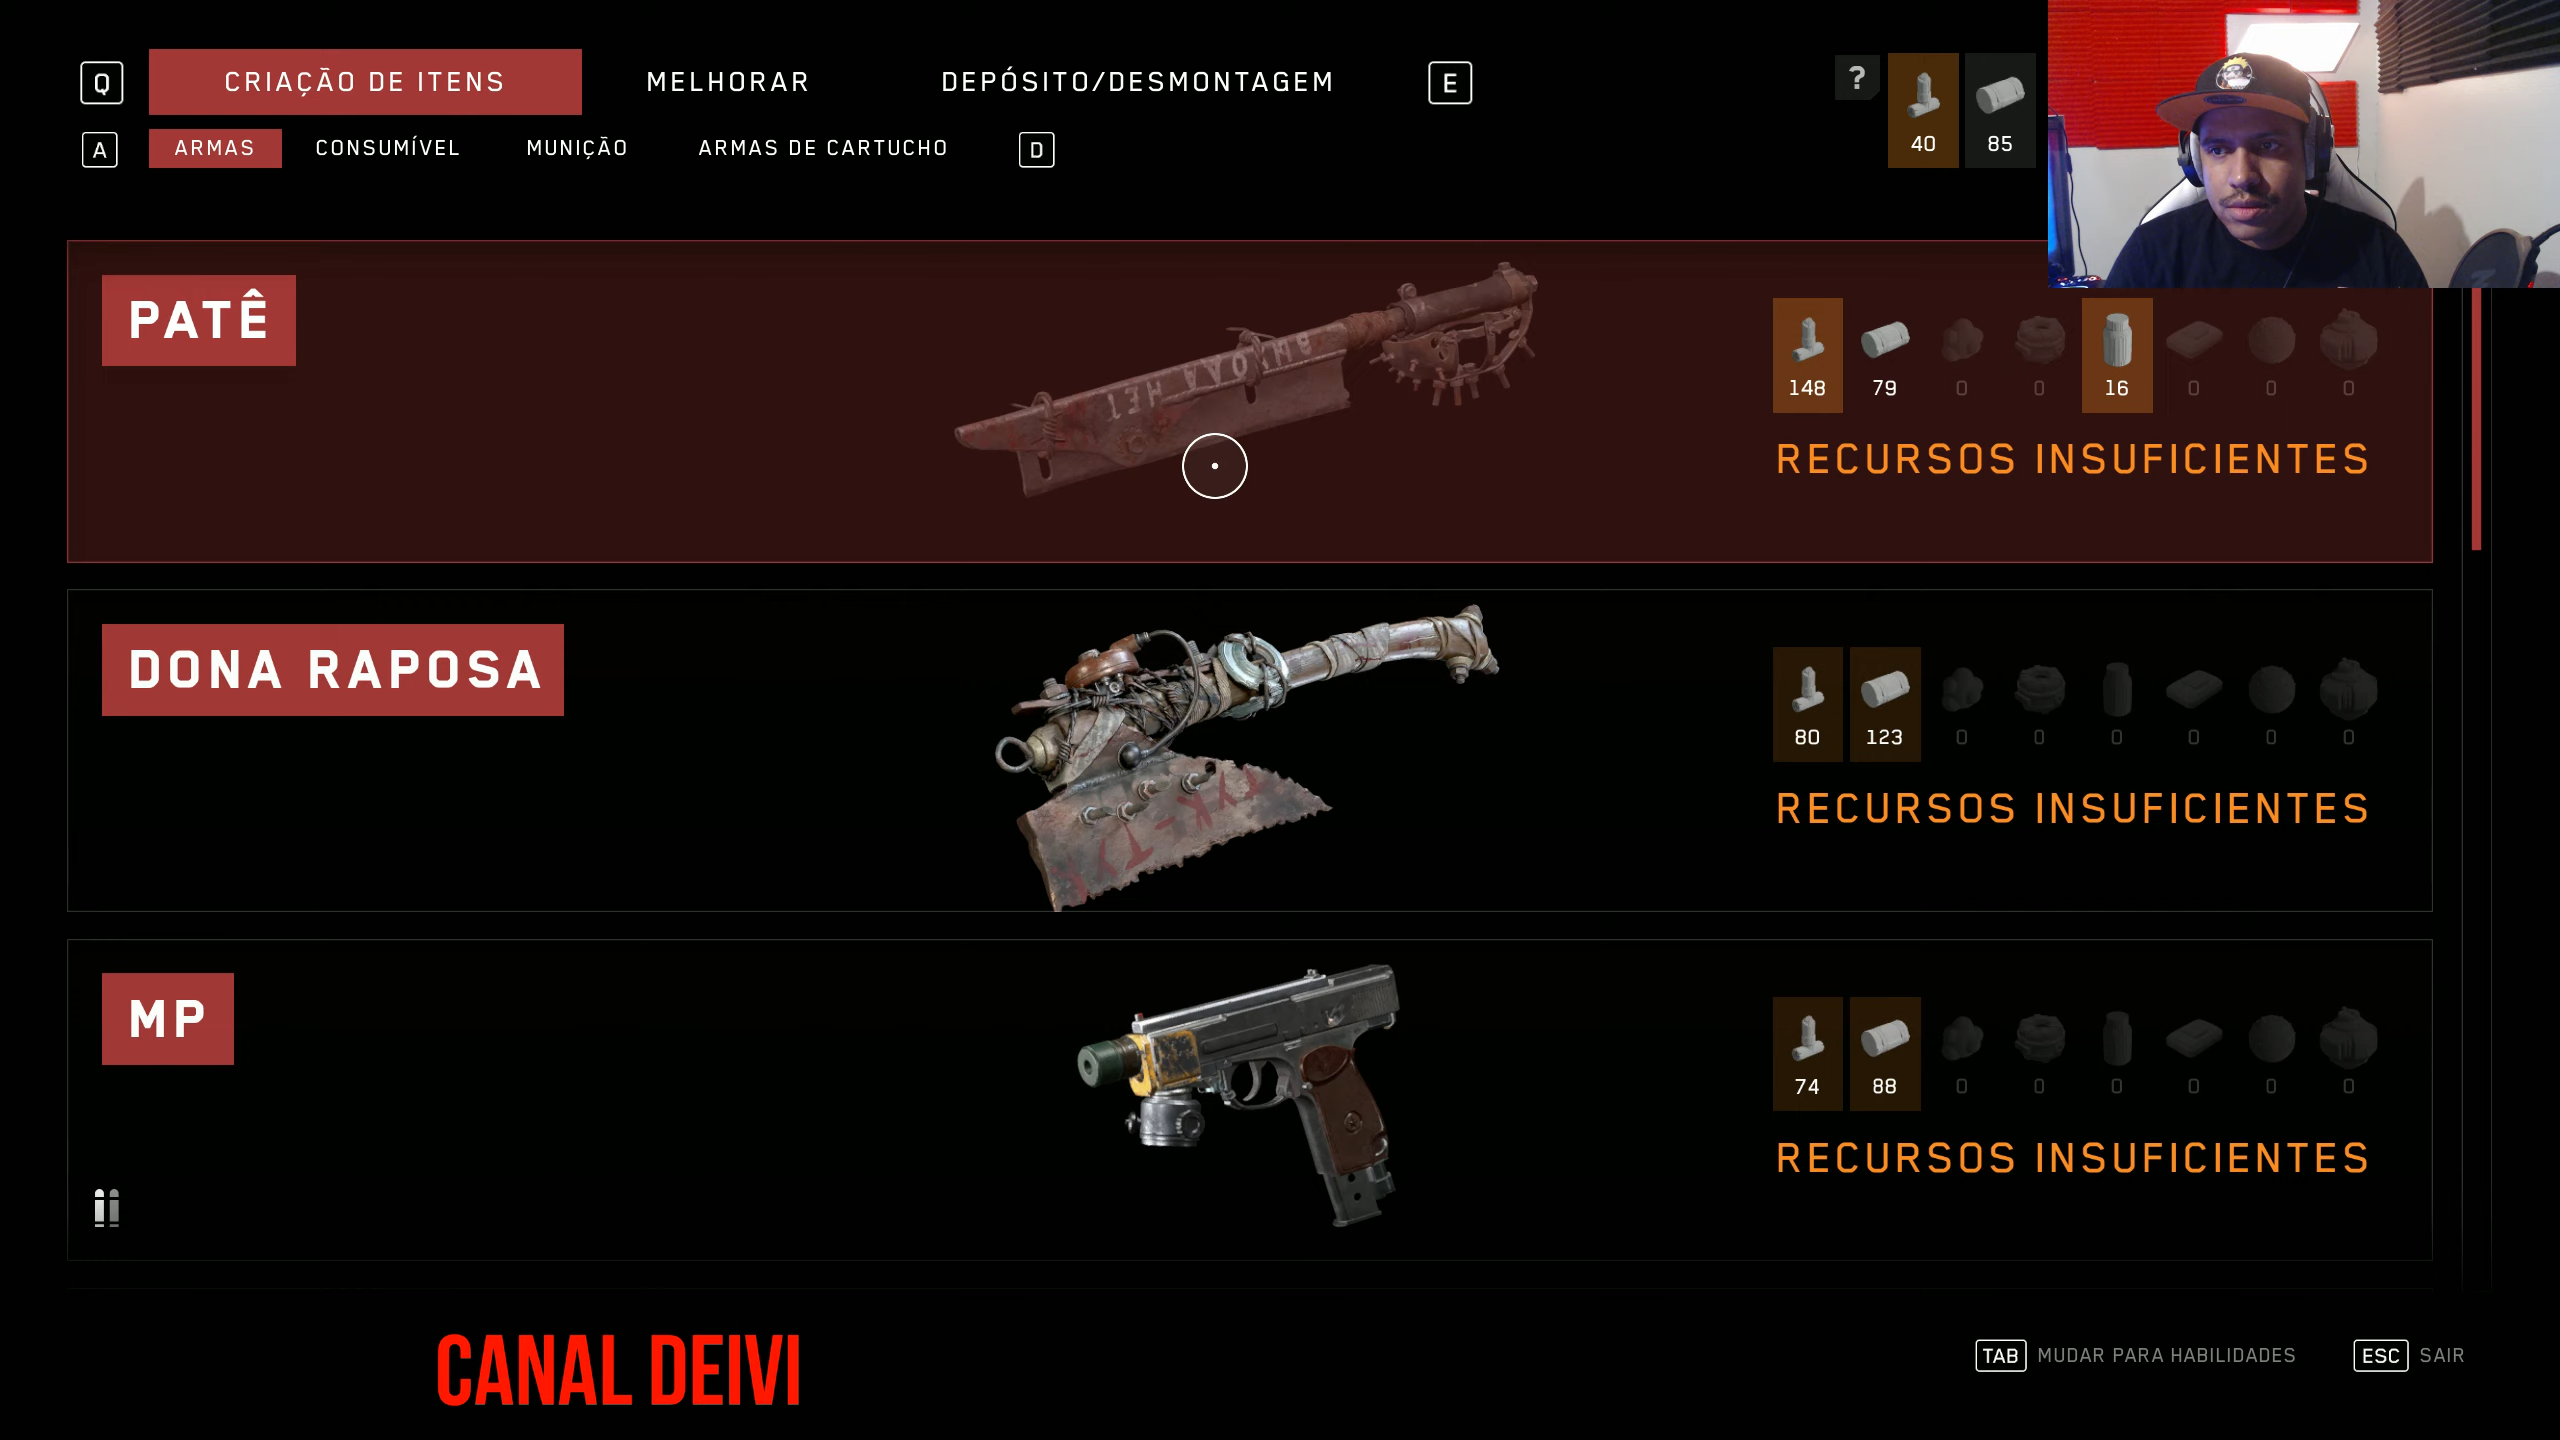 Q CRIAÇÃO DE ITENS MELHORAR DEPÓSITO/DESMONTAGEM E ?
40 85
A ARMAS CONSUMÍVEL MUNIÇÃO ARMAS DE CARTUCHO D
PATÊ
148 79 0 0 16 0 0 0
RECURSOS INSUFICIENTES
DONA RAPOSA
80 123 0 0 0 0 0 0
RECURSOS INSUFICIENTES
MP
74 88 0 0 0 0 0 0
RECURSOS INSUFICIENTES
CANAL DEIVI
TAB MUDAR PARA HABILIDADES ESC SAIR